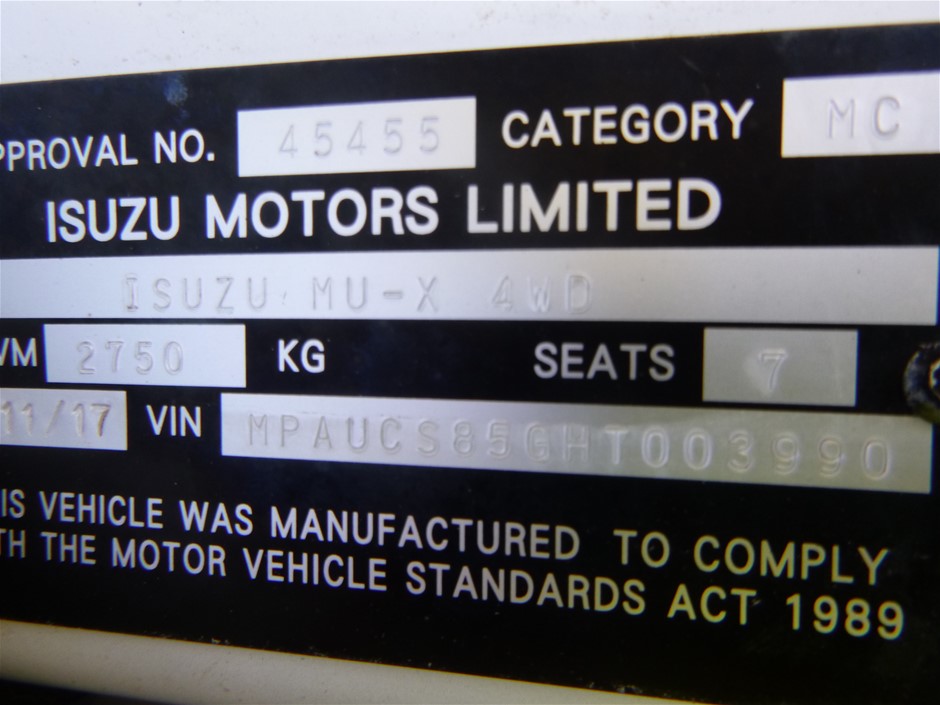 PPROVAL NO. 45455 CATEGORY MC
ISUZU MOTORS LIMITED
ISUZU MU-X 4WD
VM 2750 KG SEATS 7
11/17 VIN MPAUCS85GHT003990
IS VEHICLE WAS MANUFACTURED TO COMPLY
TH THE MOTOR VEHICLE STANDARDS ACT 1989